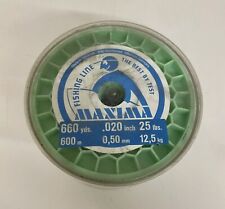 FISHING LINE
THE BEST BY TEST
MAXIMA
660 yds. .020 inch 25 lbs.
600 m 0,50 mm 12,5 kg